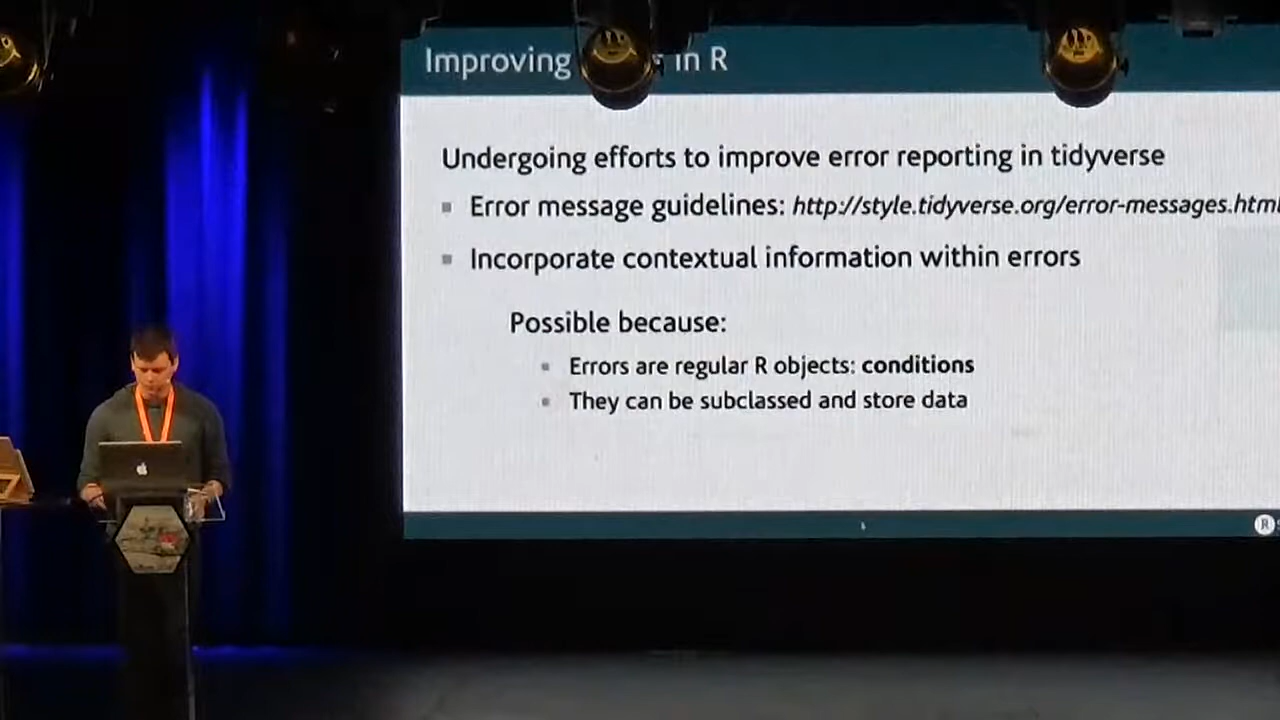 Improving in R
Undergoing efforts to improve error reporting in tidyverse
Error message guidelines: http://style.tidyverse.org/error-messages.html
Incorporate contextual information within errors
Possible because:
Errors are regular R objects: conditions
They can be subclassed and store data
R